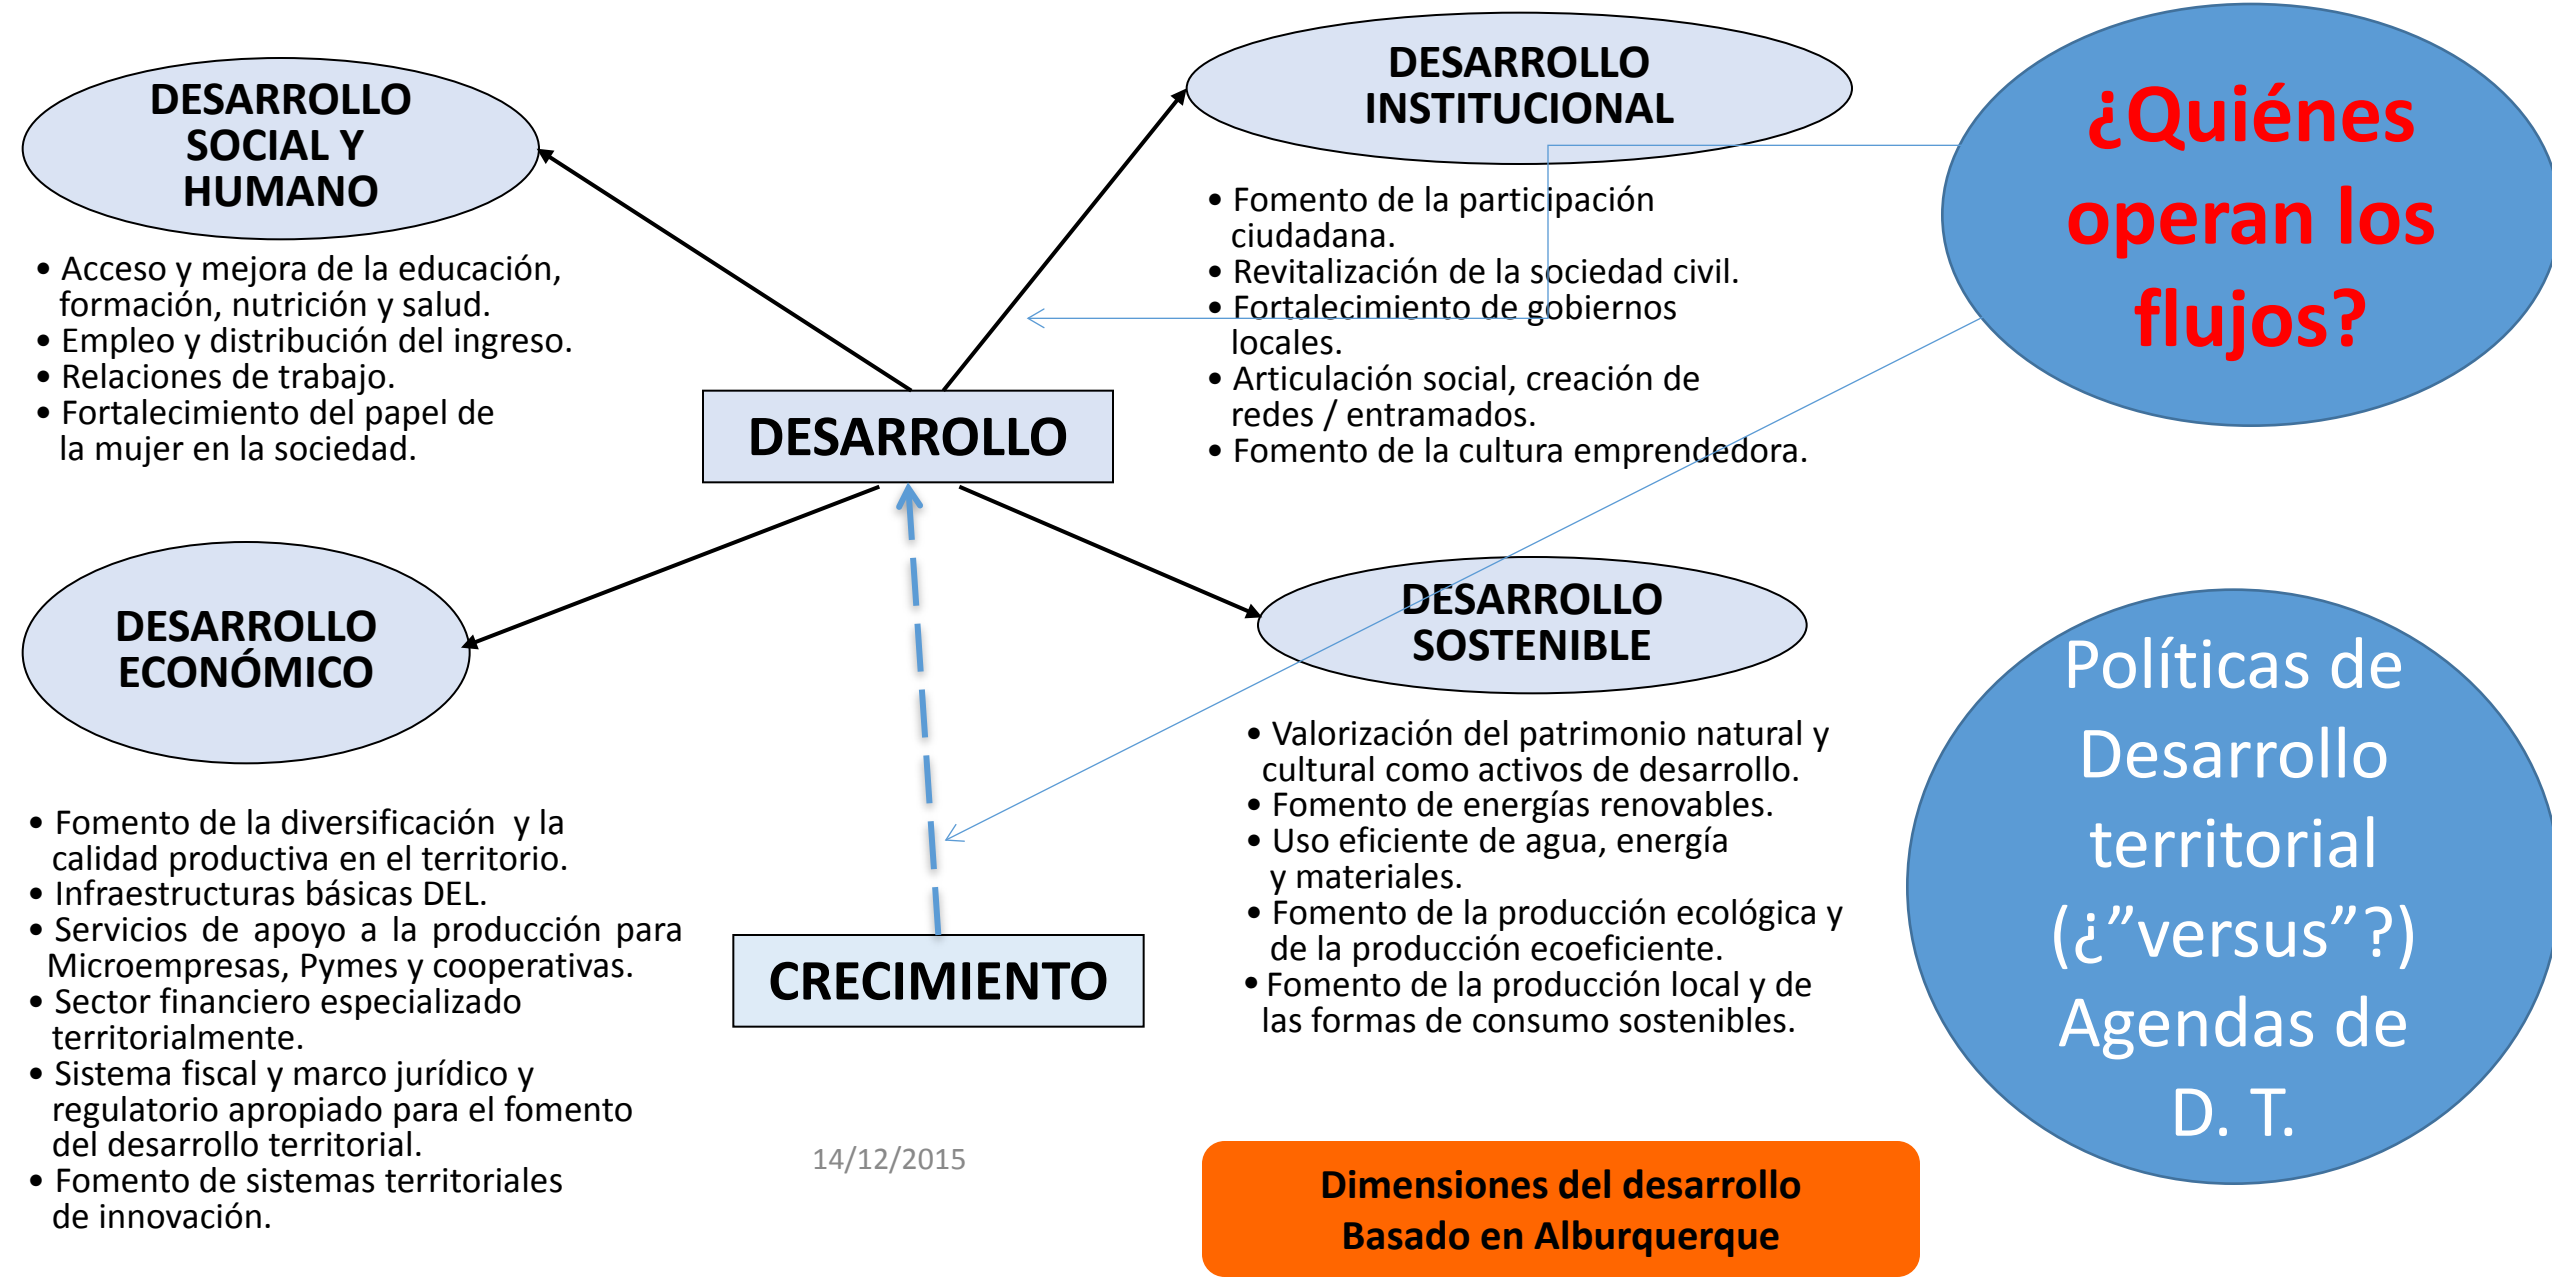 DESARROLLO
SOCIAL Y
HUMANO
• Acceso y mejora de la educación,
formación, nutrición y salud.
• Empleo y distribución del ingreso.
• Relaciones de trabajo.
• Fortalecimiento del papel de
la mujer en la sociedad.
DESARROLLO
INSTITUCIONAL
• Fomento de la participación
ciudadana.
• Revitalización de la sociedad civil.
• Fortalecimiento de gobiernos
locales.
• Articulación social, creación de
redes / entramados.
• Fomento de la cultura emprendedora.
¿Quiénes
operan los
flujos?
DESARROLLO
DESARROLLO
ECONÓMICO
• Fomento de la diversificación  y la
calidad productiva en el territorio.
• Infraestructuras básicas DEL.
• Servicios de apoyo a la producción para
Microempresas, Pymes y cooperativas.
• Sector financiero especializado
territorialmente.
• Sistema fiscal y marco jurídico y
regulatorio apropiado para el fomento
del desarrollo territorial.
• Fomento de sistemas territoriales
de innovación.
CRECIMIENTO
DESARROLLO
SOSTENIBLE
• Valorización del patrimonio natural y
cultural como activos de desarrollo.
• Fomento de energías renovables.
• Uso eficiente de agua, energía
y materiales.
• Fomento de la producción ecológica y
de la producción ecoeficiente.
• Fomento de la producción local y de
las formas de consumo sostenibles.
Políticas de
Desarrollo
territorial
(¿”versus”?)
Agendas de
D. T.
14/12/2015
Dimensiones del desarrollo
Basado en Alburquerque